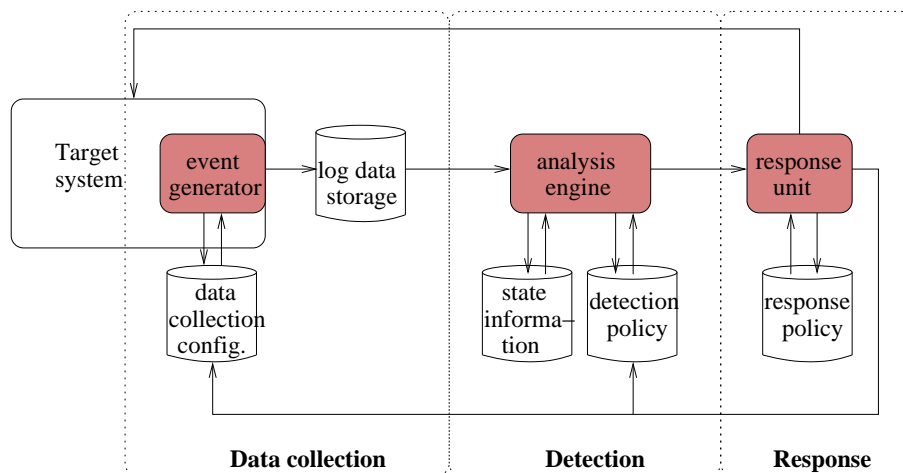 Target
system
event
generator
log data
storage
analysis
engine
response
unit
data
collection
config.
state
informa–
tion
detection
policy
response
policy
Data collection
Detection
Response